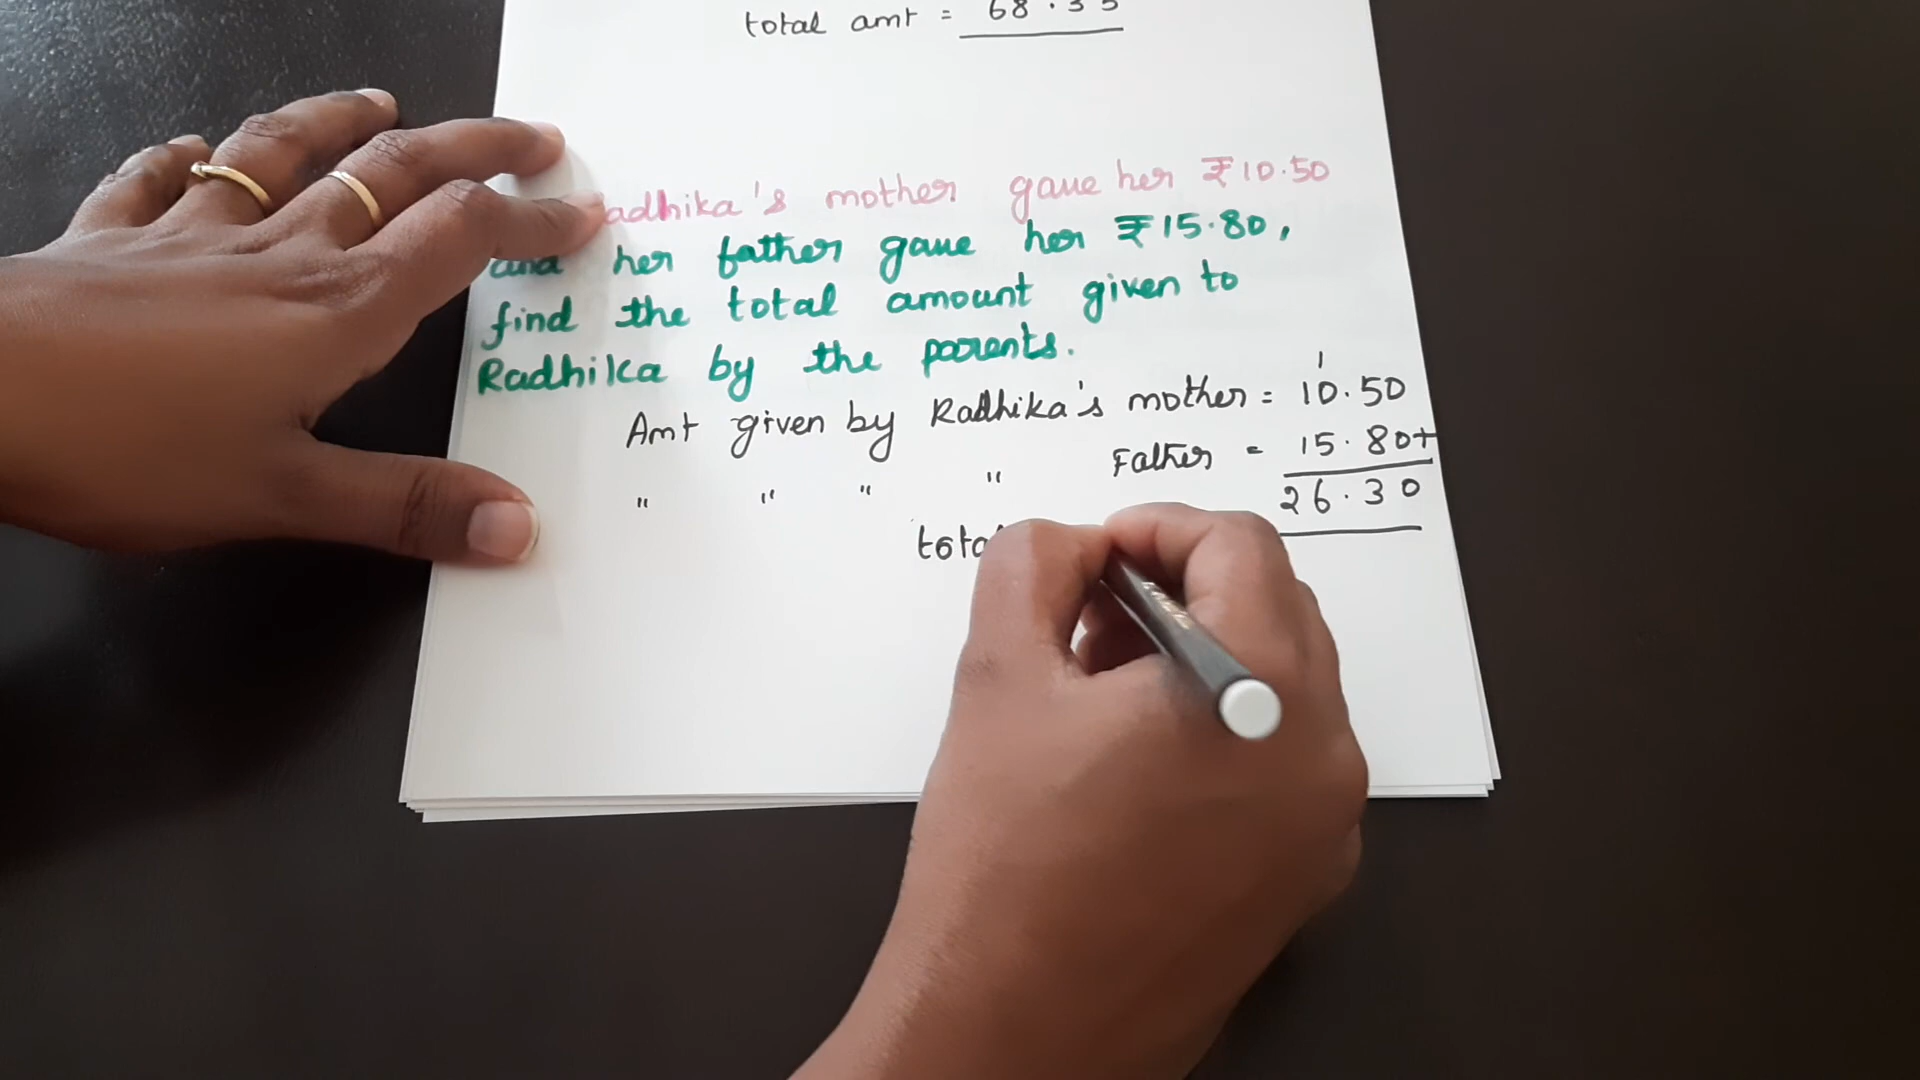 total amt = 68.35
Radhika's mother gave her ₹10.50
and her father gave her ₹15.80,
find the total amount given to
Radhika by the parents.
1
Amt given by Radhika's mother = 10.50
" " " " Father = 15.80+
26.30